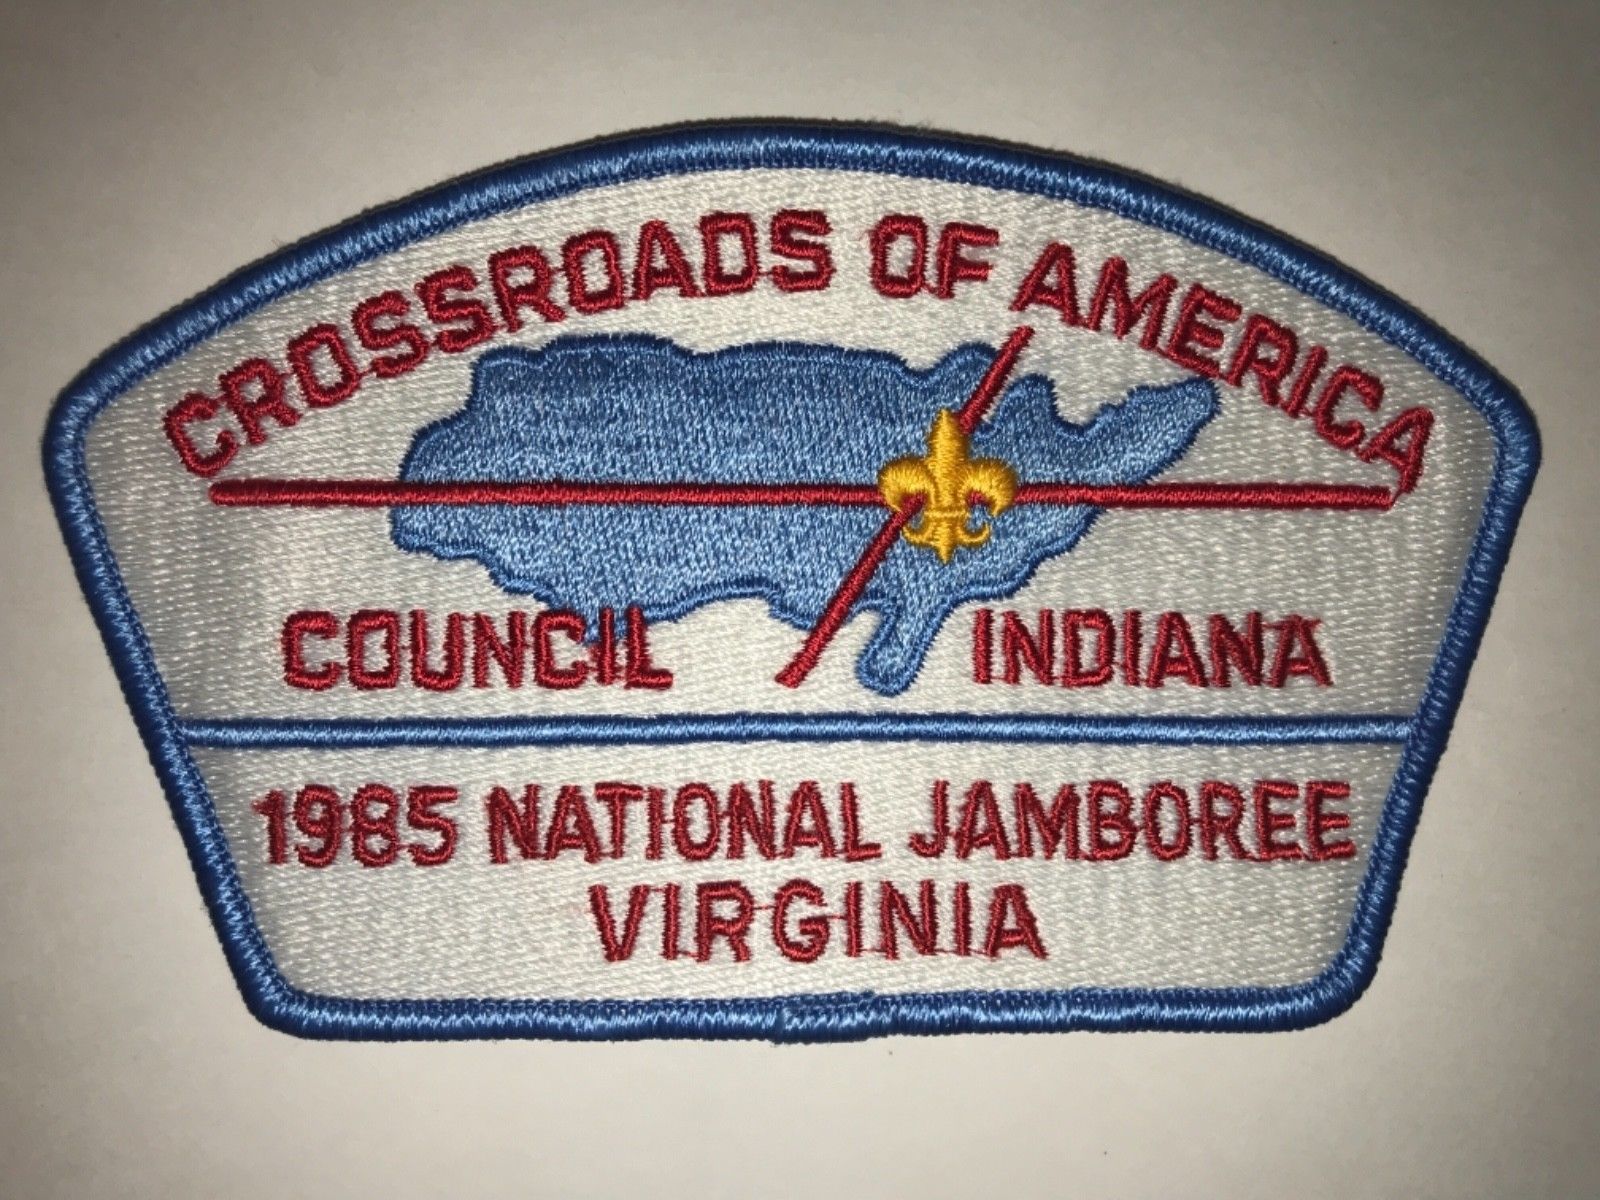 CROSSROADS OF AMERICA
COUNCIL INDIANA
1985 NATIONAL JAMBOREE
VIRGINIA